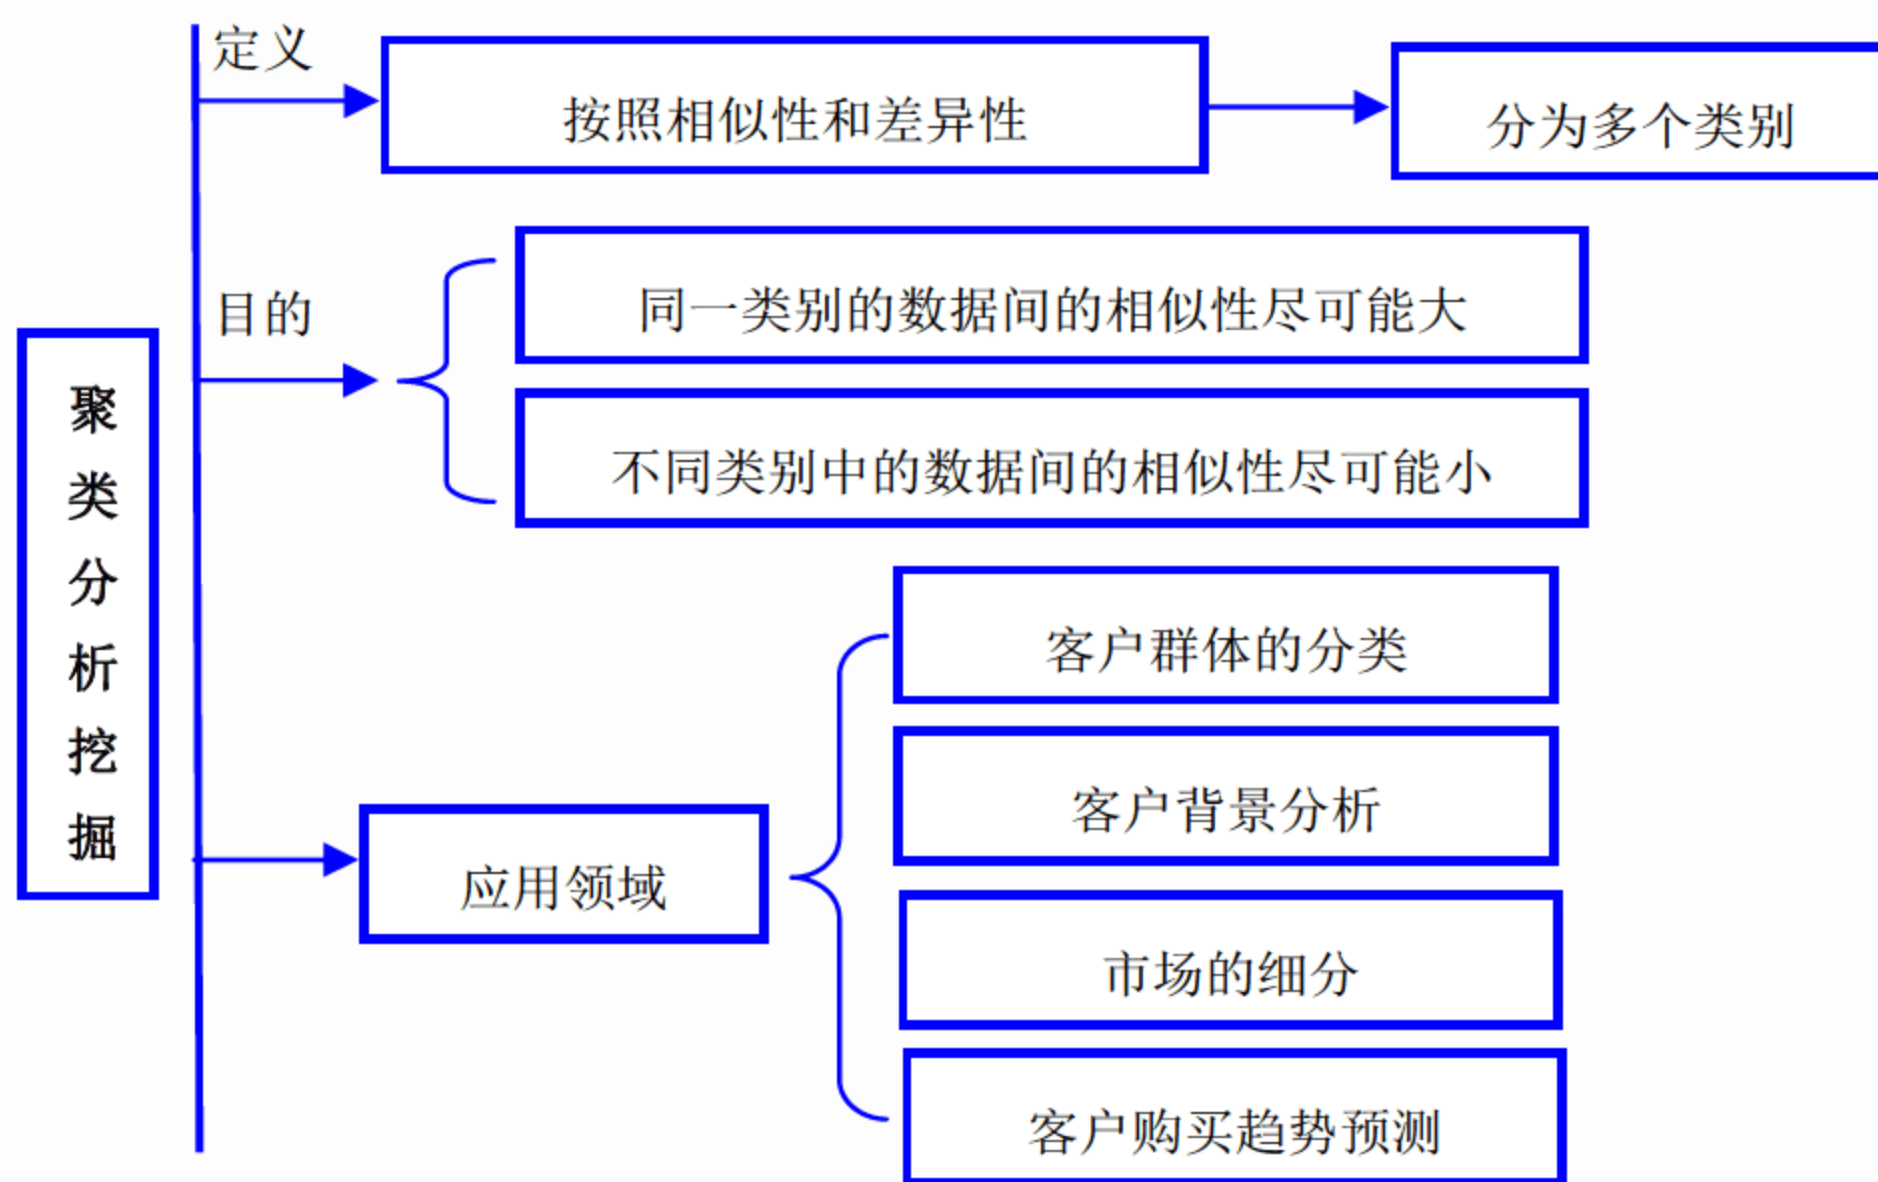 聚类分析挖掘
定义
按照相似性和差异性
分为多个类别
目的
同一类别的数据间的相似性尽可能大
不同类别中的数据间的相似性尽可能小
应用领域
客户群体的分类
客户背景分析
市场的细分
客户购买趋势预测